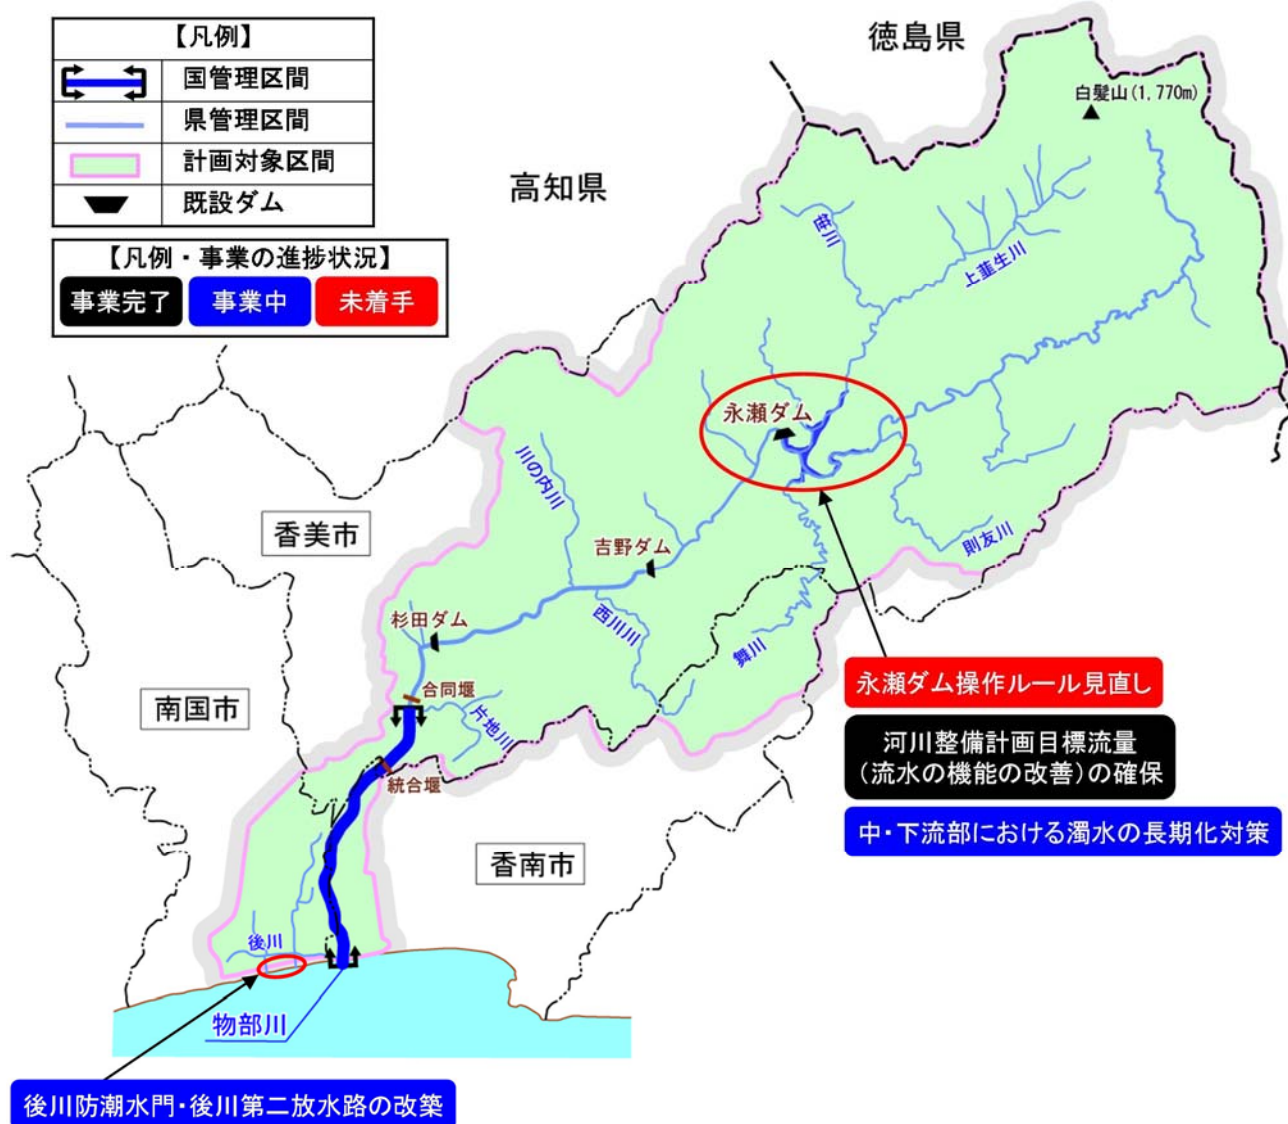 【凡例】
国管理区間
県管理区間
計画対象区間
既設ダム
【凡例・事業の進捗状況】
事業完了
事業中
未着手
徳島県
白髪山(1,770m)
高知県
笹川
上韮生川
永瀬ダム
川の内川
香美市
吉野ダム
則友川
杉田ダム
西川川
舞川
合同堰
南国市
片地川
統合堰
永瀬ダム操作ルール見直し
河川整備計画目標流量
(流水の機能の改善)の確保
中・下流部における濁水の長期化対策
香南市
後川
物部川
後川防潮水門・後川第二放水路の改築